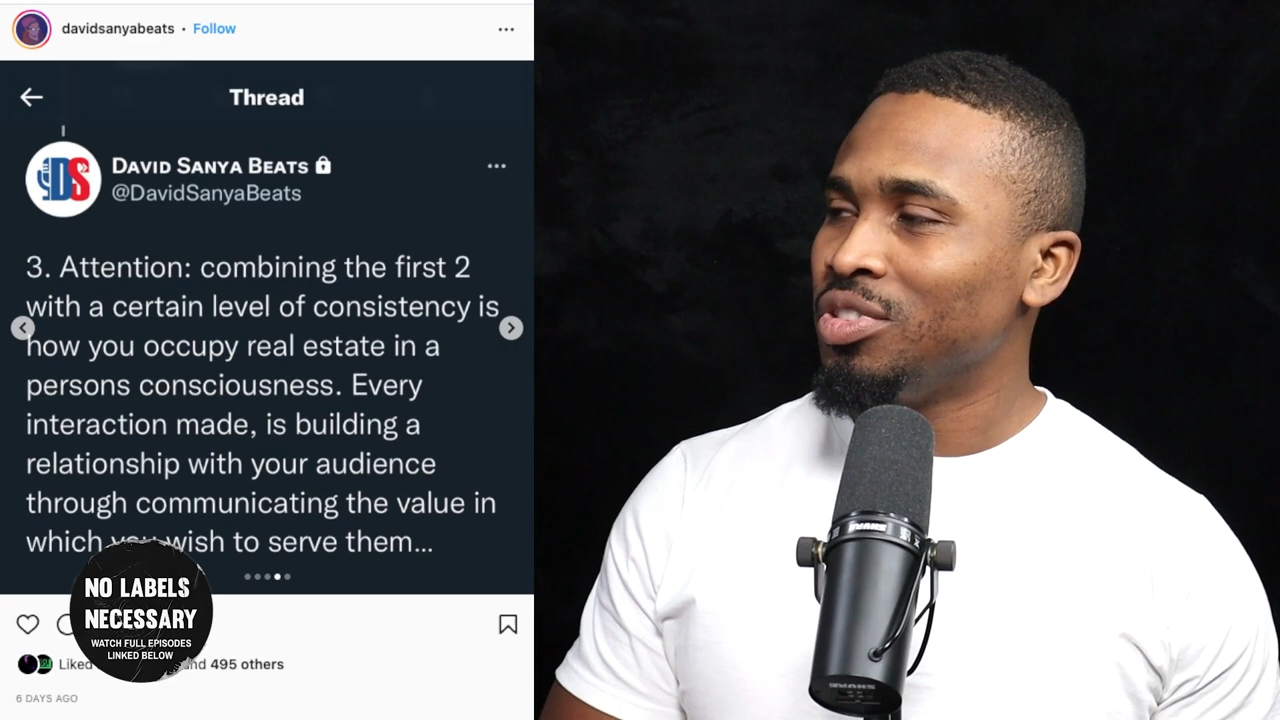 davidsanyabeats • Follow
Thread
DS
DAVID SANYA BEATS
@DavidSanyaBeats
3. Attention: combining the first 2
with a certain level of consistency is
how you occupy real estate in a
persons consciousness. Every
interaction made, is building a
relationship with your audience
through communicating the value in
which you wish to serve them...
NO LABELS
NECESSARY
WATCH FULL EPISODES
LINKED BELOW
Liked and 495 others
6 DAYS AGO